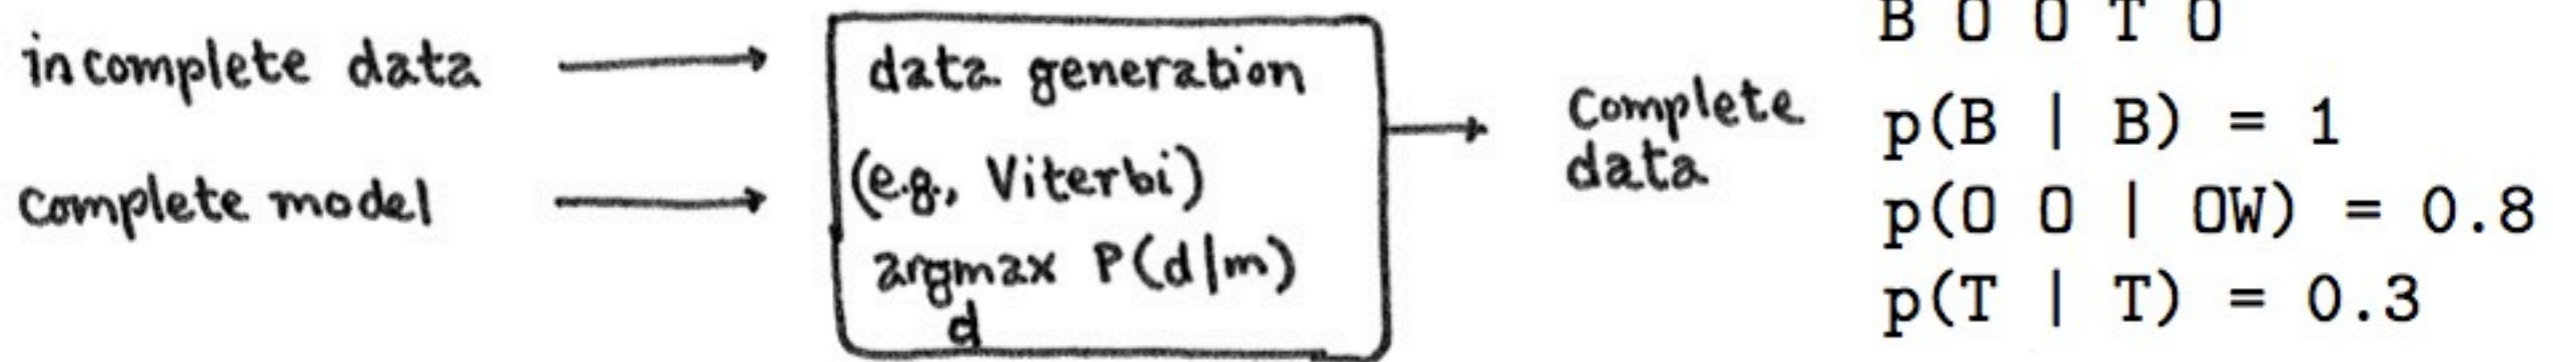 incomplete data
complete model
data generation
(e.g., Viterbi)
argmax P(d|m)
d
Complete
data
B O O T O
p(B | B) = 1
p(O O | OW) = 0.8
p(T | T) = 0.3